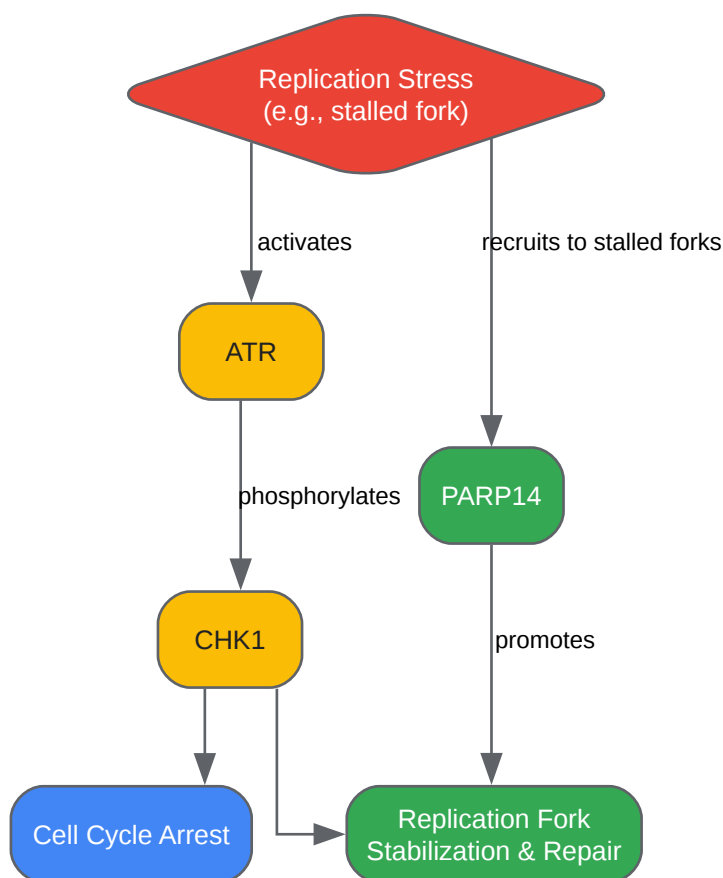 Replication Stress
(e.g., stalled fork)
activates
recruits to stalled forks
ATR
phosphorylates
PARP14
CHK1
promotes
Cell Cycle Arrest
Replication Fork
Stabilization & Repair